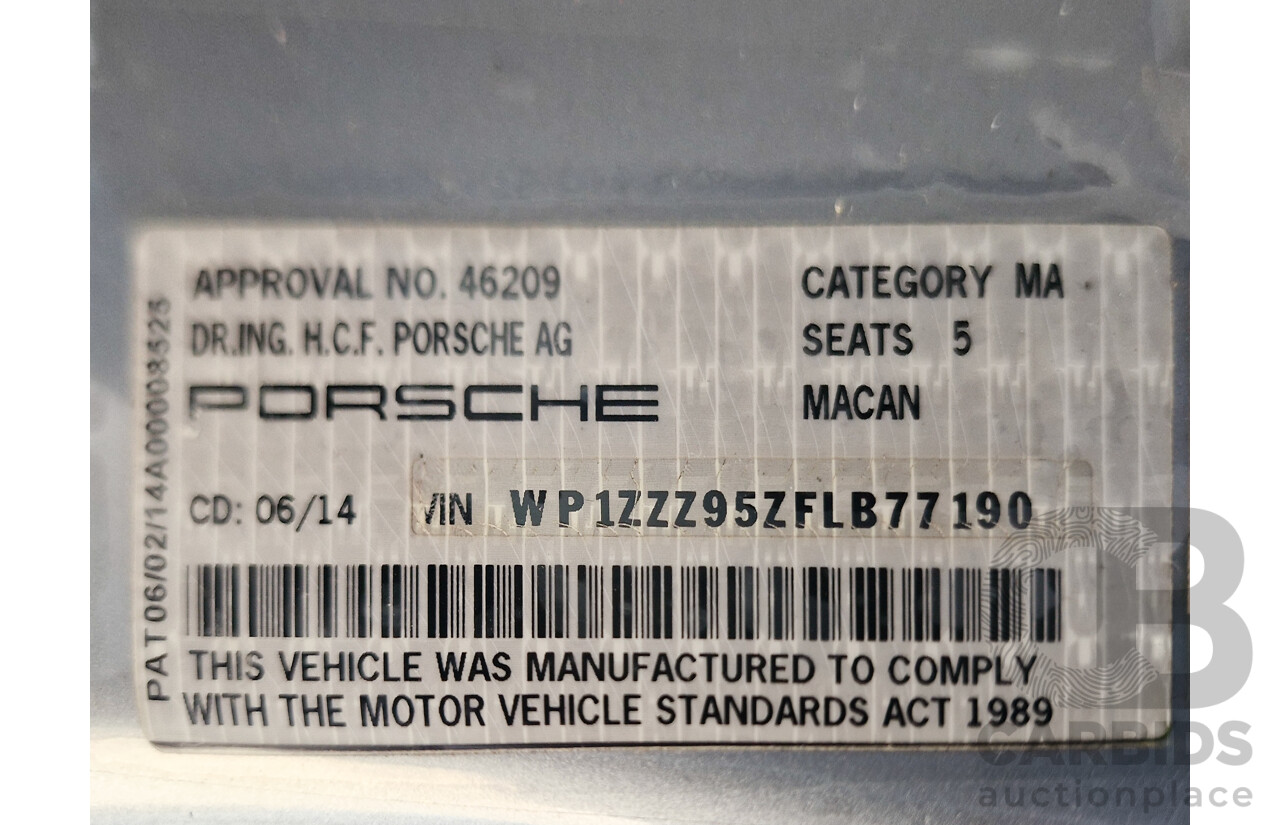 APPROVAL NO. 46209 CATEGORY MA
DR.ING. H.C.F. PORSCHE AG SEATS 5
PORSCHE MACAN
CD: 06/14 VIN WP1ZZZ95ZFLB77190
THIS VEHICLE WAS MANUFACTURED TO COMPLY
WITH THE MOTOR VEHICLE STANDARDS ACT 1989
PAT06/02/14A00008525
CB
CARBIDS
auctionplace